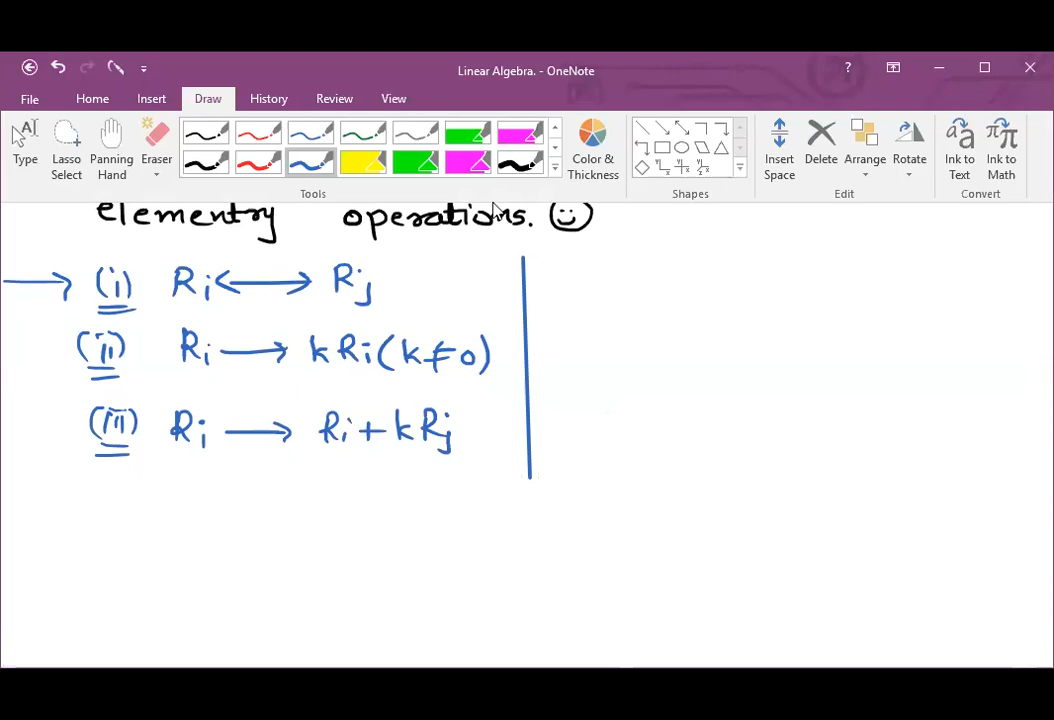 Linear Algebra. - OneNote
?
File Home Insert Draw History Review View
Type Lasso Select Panning Hand Eraser Color & Thickness Insert Space Delete Arrange Rotate Ink to Text Ink to Math
Tools Shapes Edit Convert
elementry operations. ☺
→ (i) Ri ↔ Rj
(ii) Ri → kRi (k≠0)
(iii) Ri → Ri + kRj